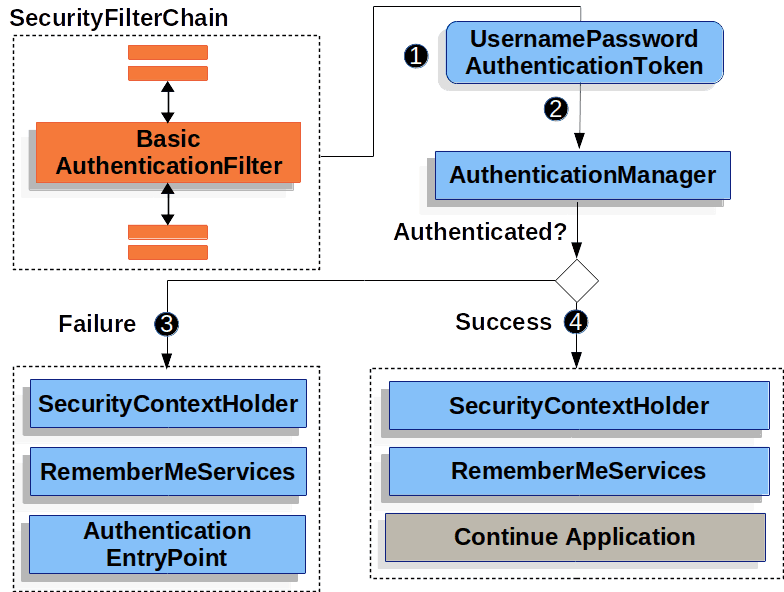 SecurityFilterChain
1
UsernamePassword
AuthenticationToken
2
Basic
AuthenticationFilter
AuthenticationManager
Authenticated?
Failure
3
Success
4
SecurityContextHolder
RememberMeServices
Authentication
EntryPoint
SecurityContextHolder
RememberMeServices
Continue Application